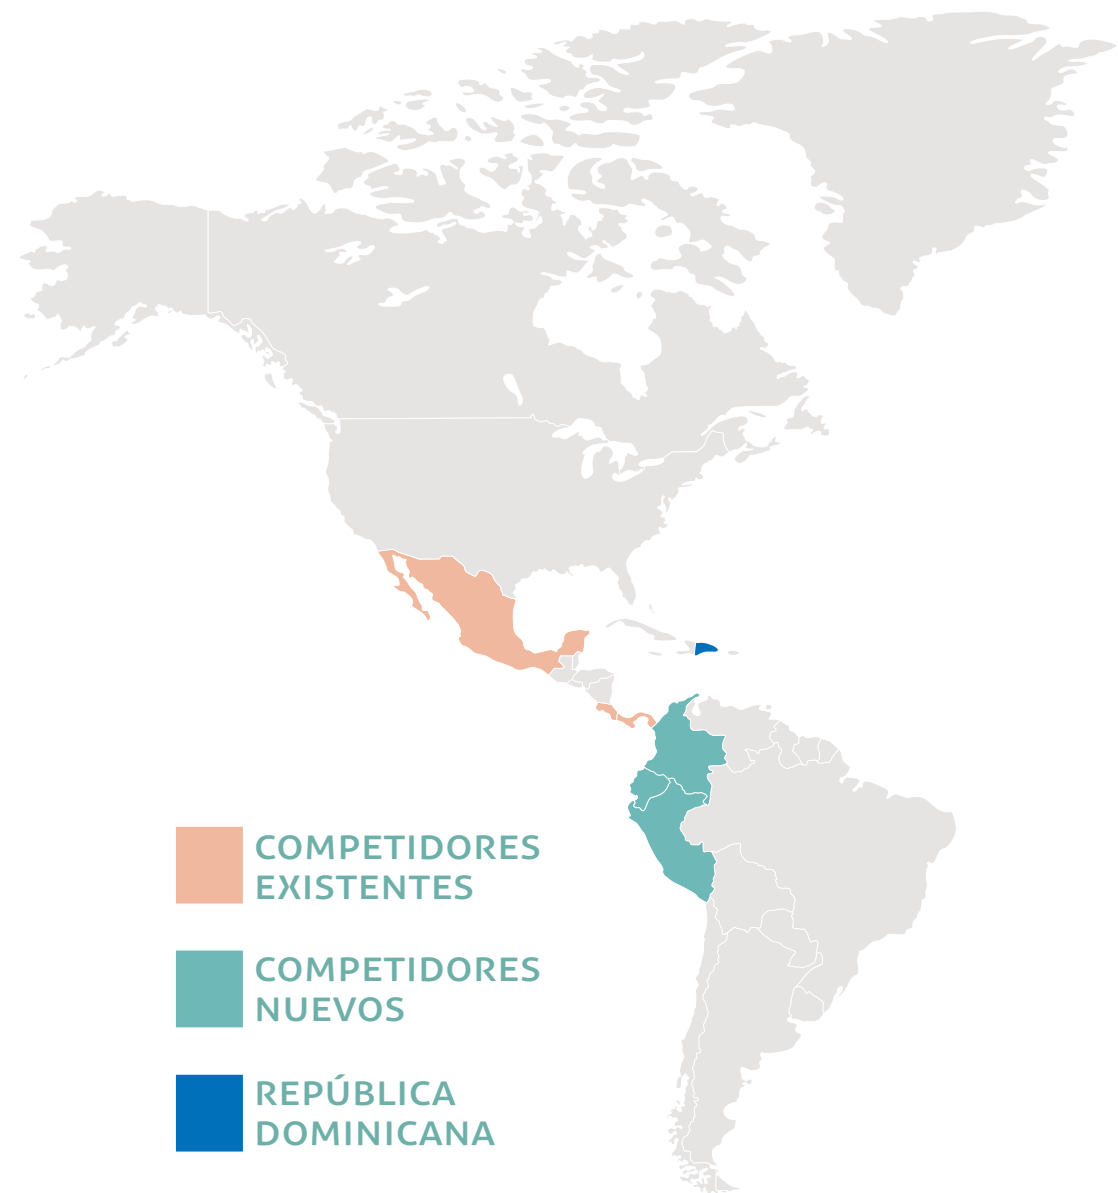 COMPETIDORES
EXISTENTES
COMPETIDORES
NUEVOS
REPÚBLICA
DOMINICANA